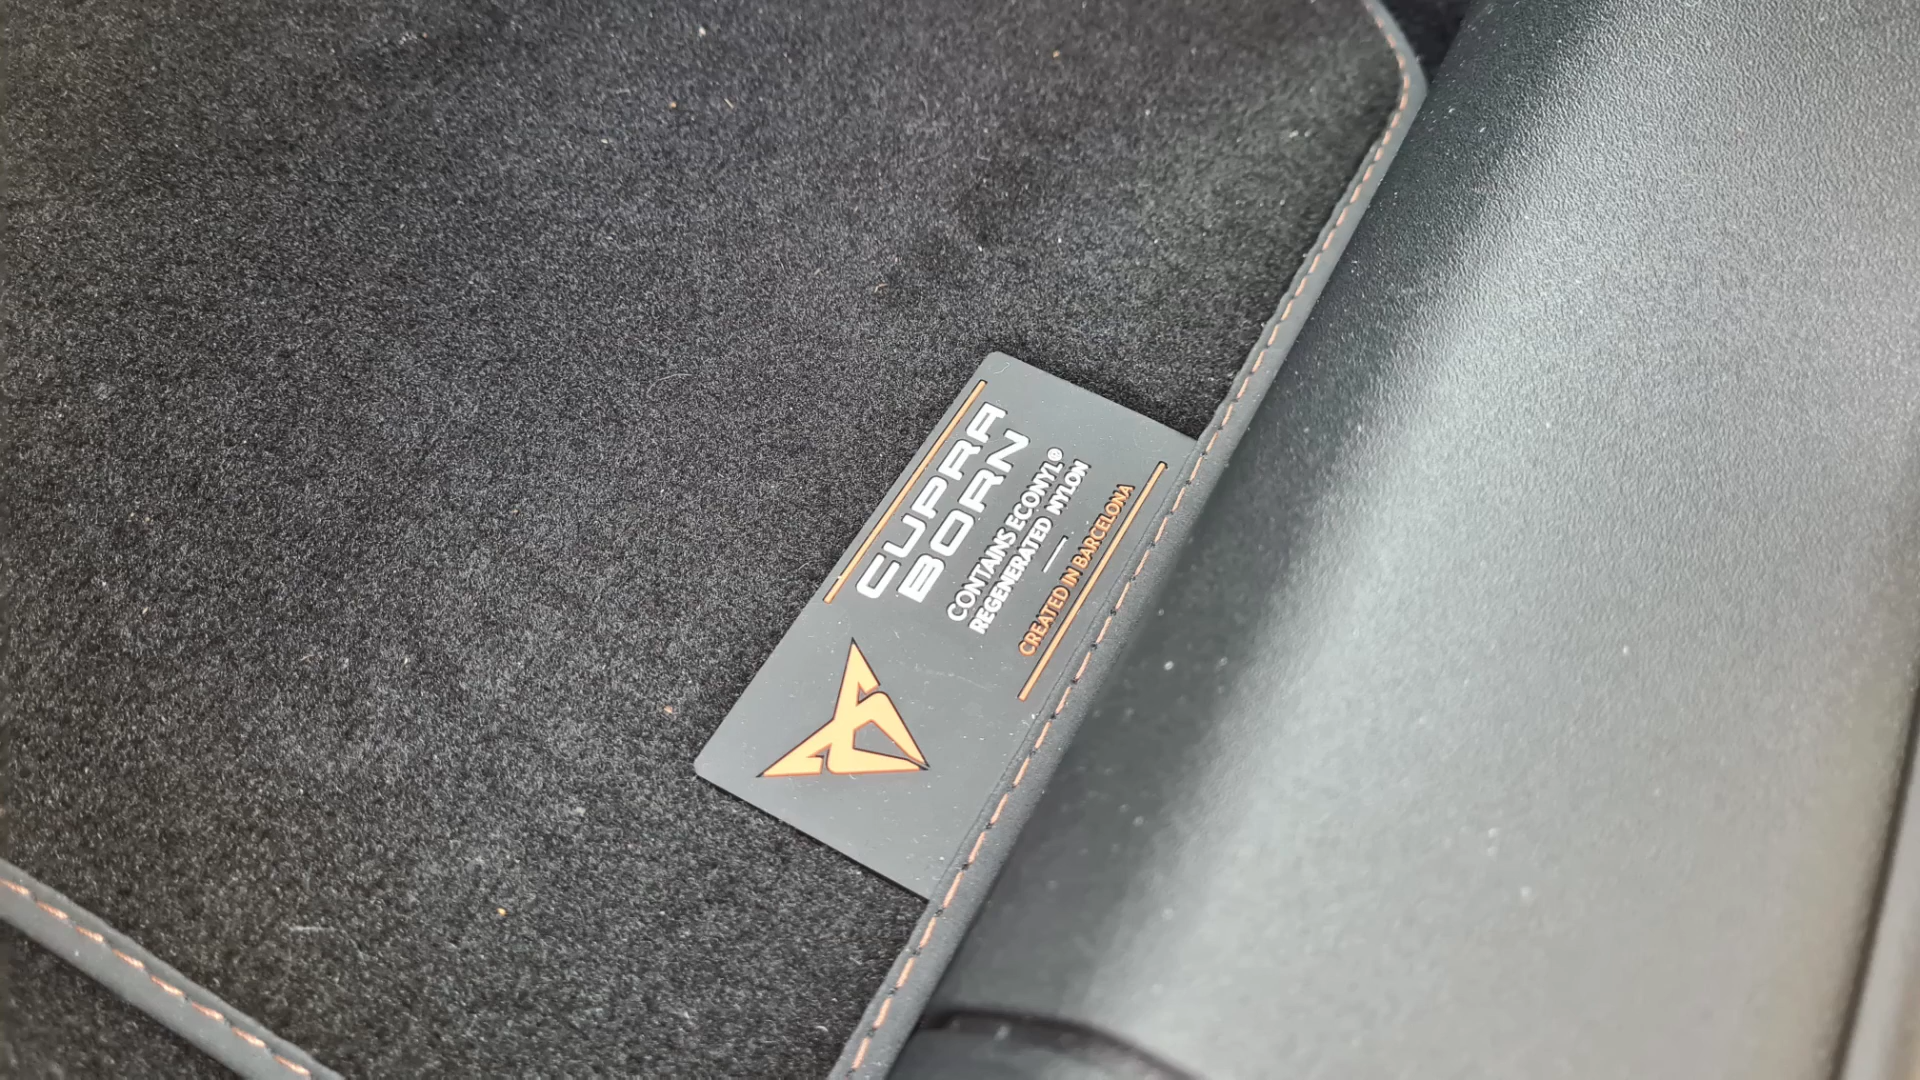 CUPRA
BORN
CONTAINS ECONYL®
REGENERATED NYLON
CREATED IN BARCELONA